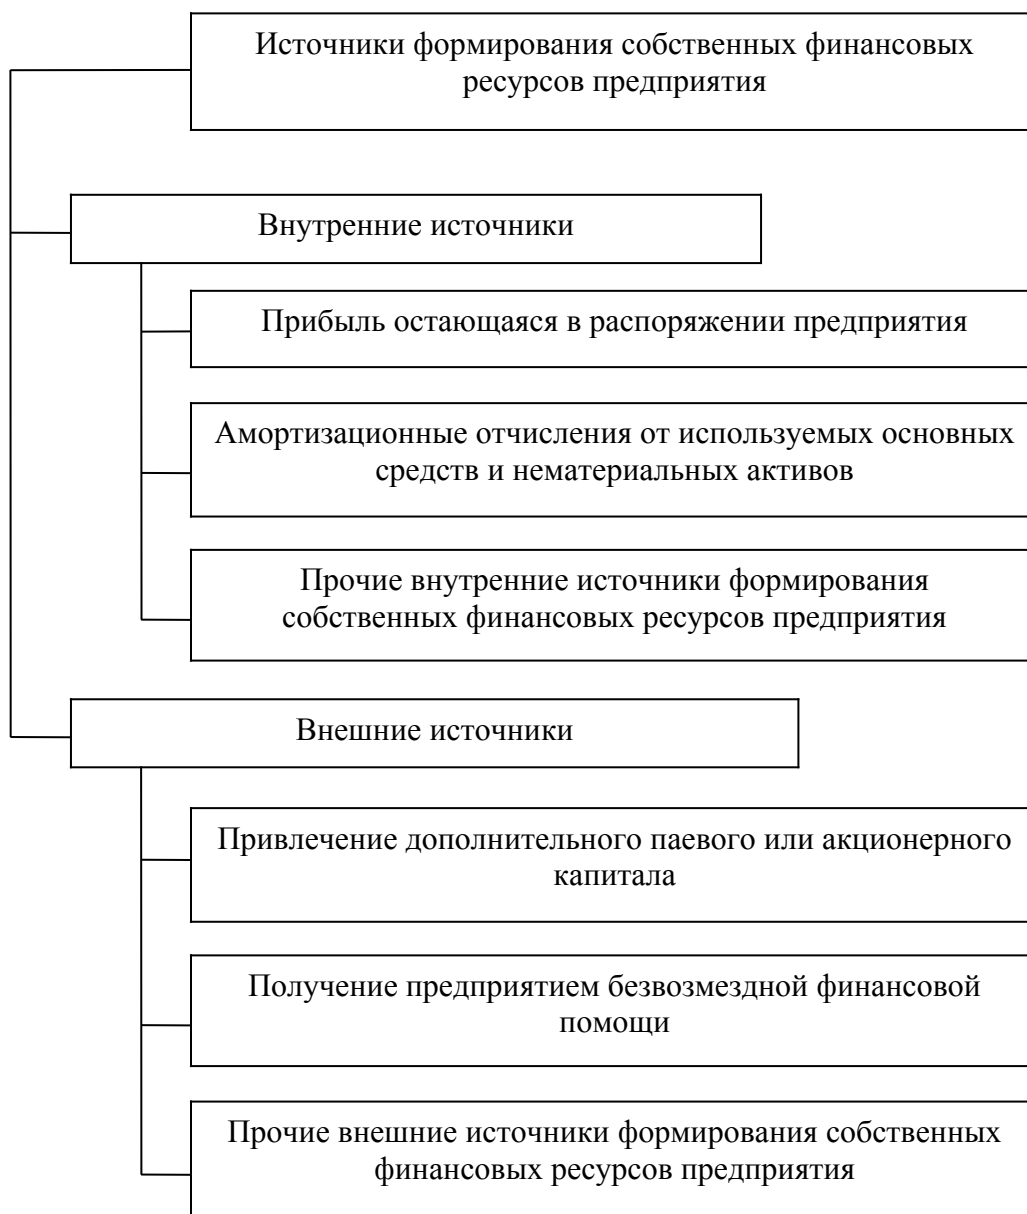 Источники формирования собственных финансовых
ресурсов предприятия
Внутренние источники
Прибыль остающаяся в распоряжении предприятия
Амортизационные отчисления от используемых основных
средств и нематериальных активов
Прочие внутренние источники формирования
собственных финансовых ресурсов предприятия
Внешние источники
Привлечение дополнительного паевого или акционерного
капитала
Получение предприятием безвозмездной финансовой
помощи
Прочие внешние источники формирования собственных
финансовых ресурсов предприятия